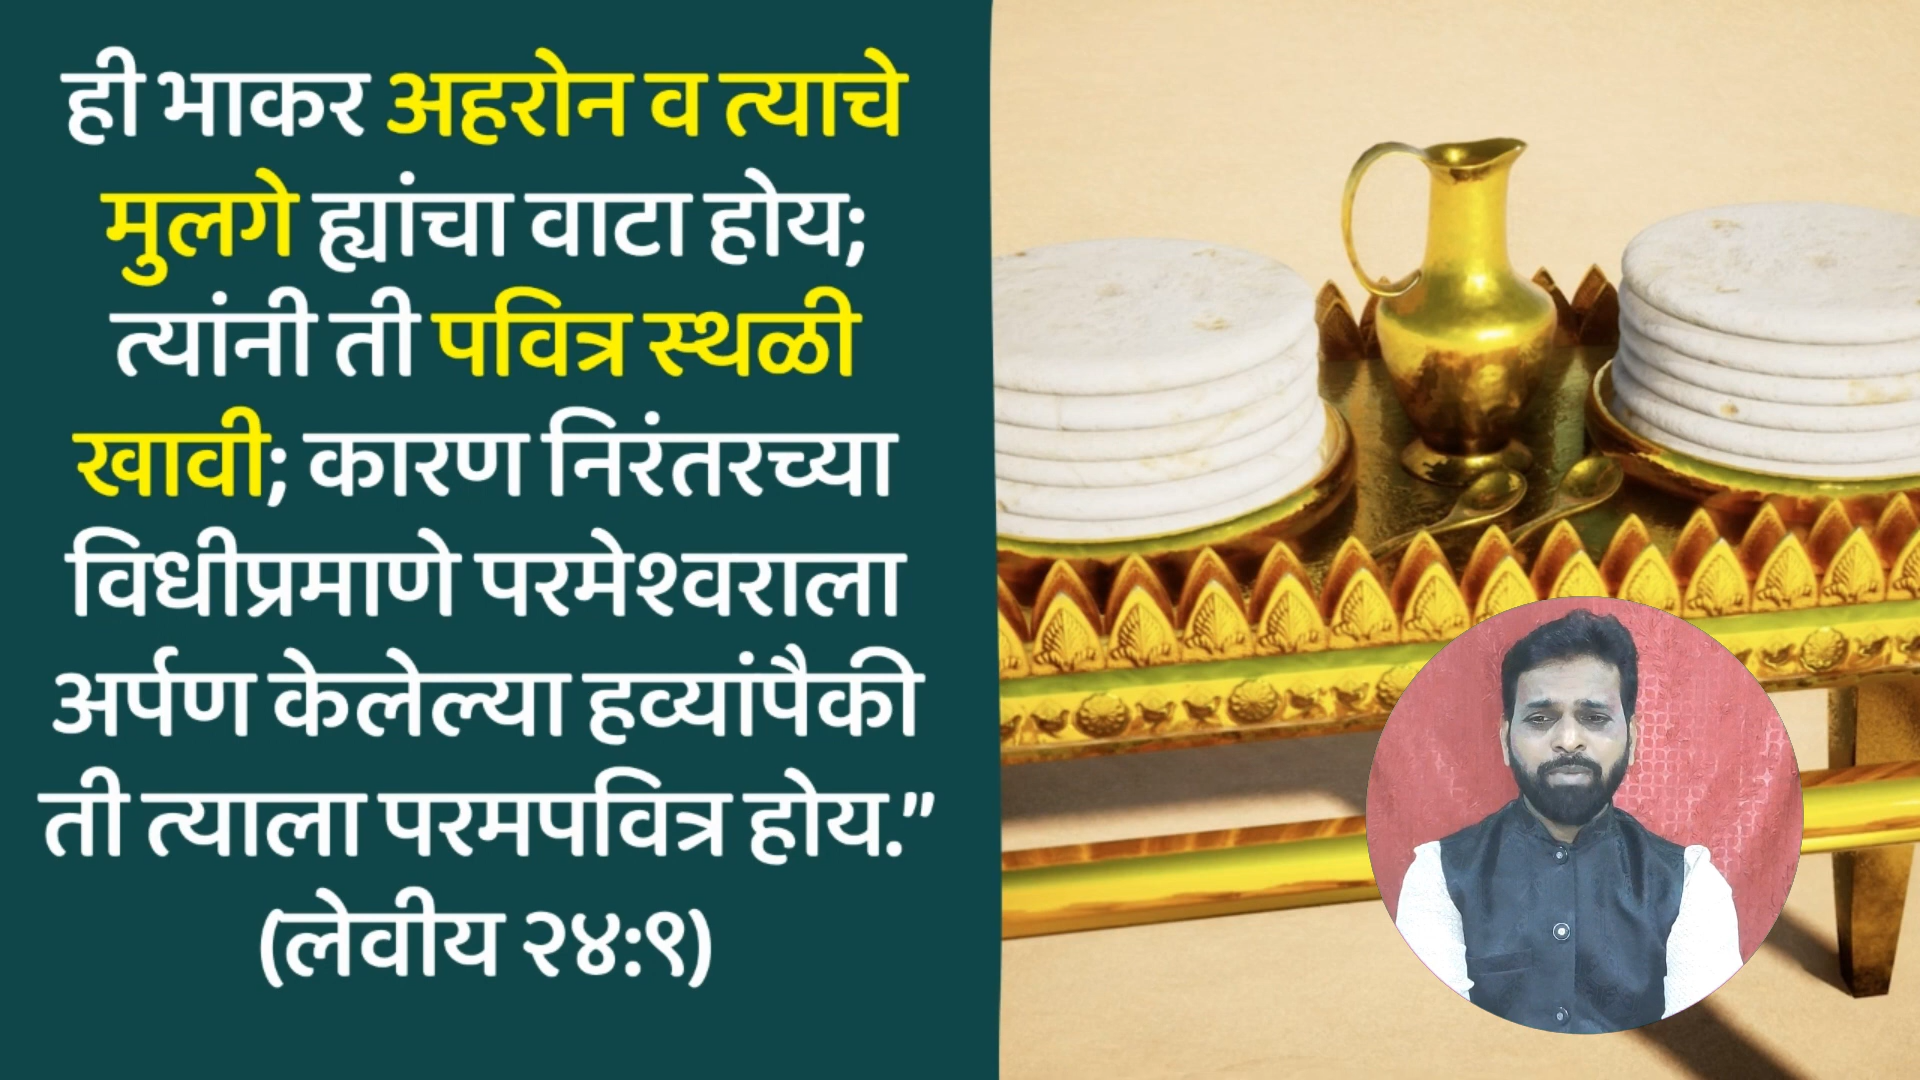 ही भाकर अहरोन व त्याचे
मुलगे ह्यांचा वाटा होय;
त्यांनी ती पवित्र स्थळी
खावी; कारण निरंतरच्या
विधीप्रमाणे परमेश्वराला
अर्पण केलेल्या हव्यांपैकी
ती त्याला परमपवित्र होय.”
(लेवीय २४:९)